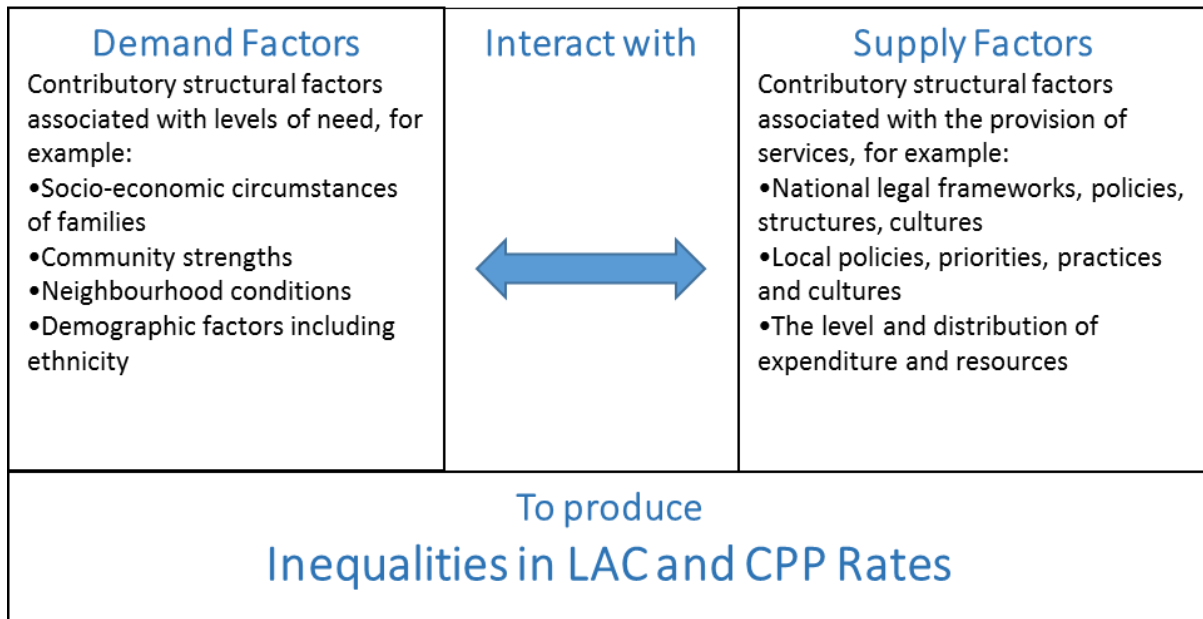 Demand Factors
Contributory structural factors
associated with levels of need, for
example:
•Socio-economic circumstances
of families
•Community strengths
•Neighbourhood conditions
•Demographic factors including
ethnicity
Interact with
Supply Factors
Contributory structural factors
associated with the provision of
services, for example:
•National legal frameworks, policies,
structures, cultures
•Local policies, priorities, practices
and cultures
•The level and distribution of
expenditure and resources
To produce
Inequalities in LAC and CPP Rates